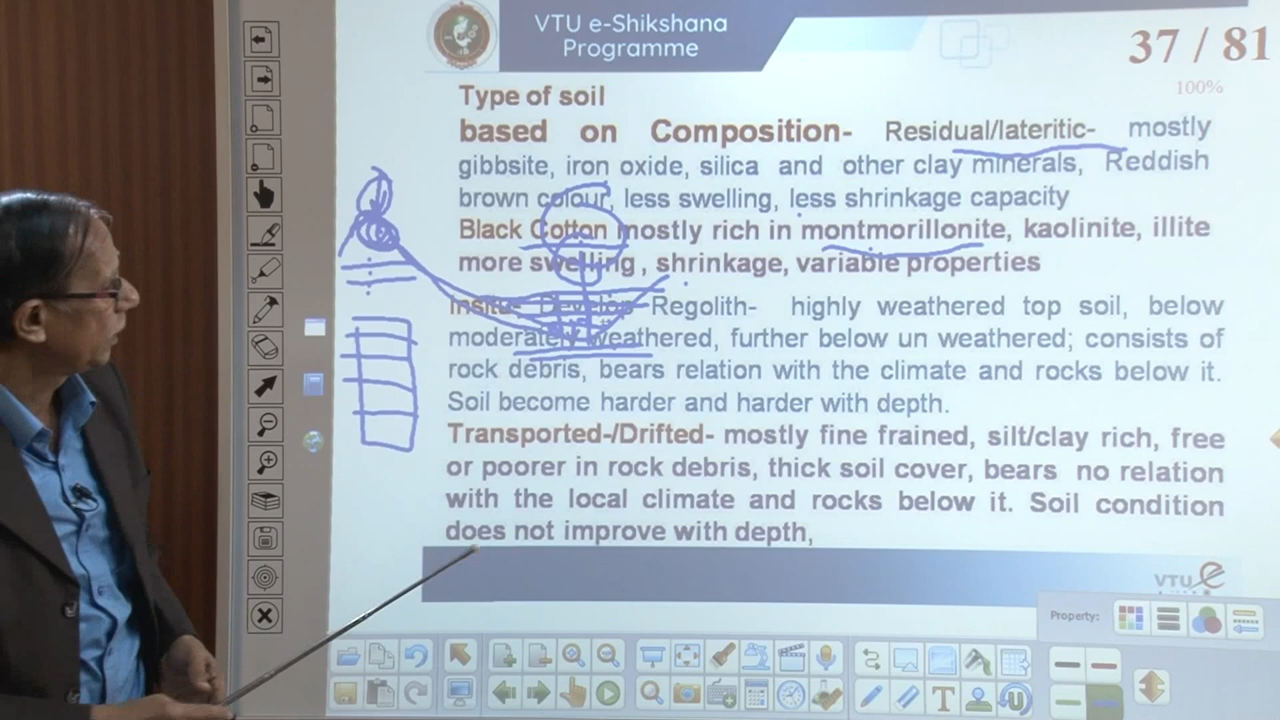 VTU e-Shikshana
Programme
37 / 81
100%
Type of soil
based on Composition- Residual/lateritic- mostly
gibbsite, iron oxide, silica and other clay minerals, Reddish
brown colour, less swelling, less shrinkage capacity
Black Cotton mostly rich in montmorillonite, kaolinite, illite
more swelling , shrinkage, variable properties
Insitu- Develop Regolith- highly weathered top soil, below
moderately weathered, further below un weathered; consists of
rock debris, bears relation with the climate and rocks below it.
Soil become harder and harder with depth.
Transported-/Drifted- mostly fine frained, silt/clay rich, free
or poorer in rock debris, thick soil cover, bears no relation
with the local climate and rocks below it. Soil condition
does not improve with depth,
VTU e
Property: